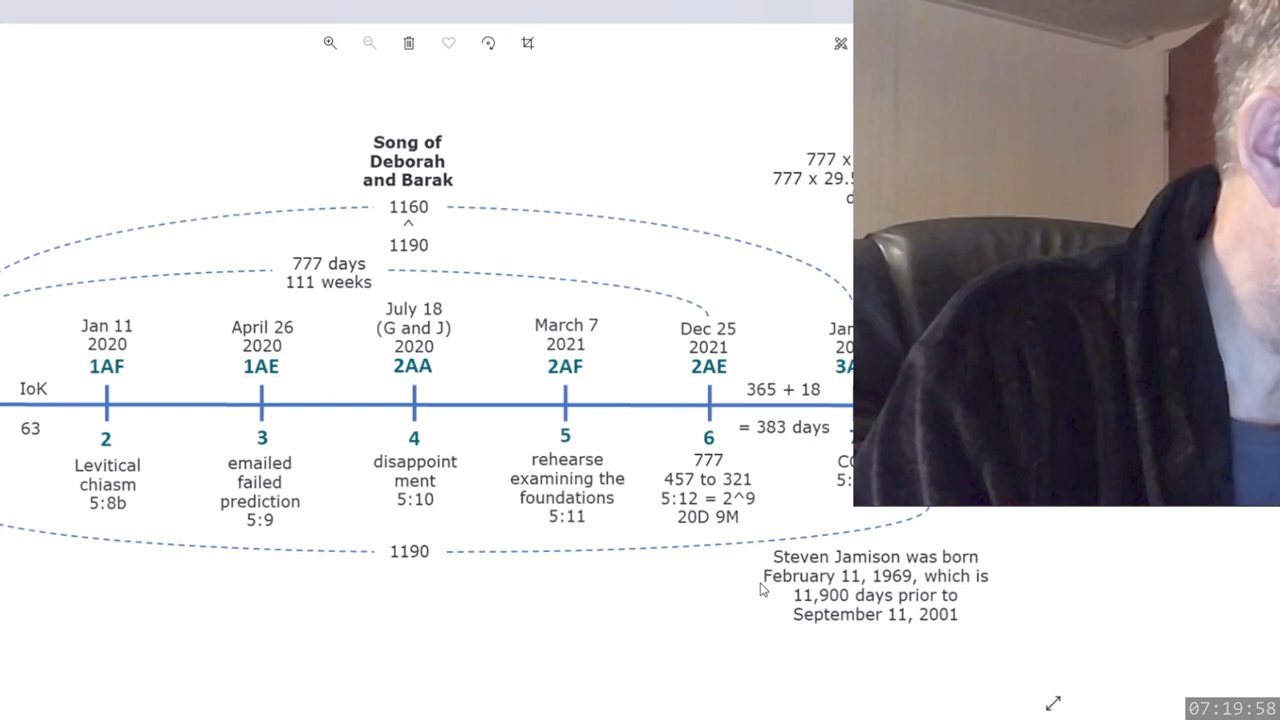 Song of
Deborah
and Barak
777 x
777 x 29.5
1160
^
1190
777 days
111 weeks
Jan 11
2020
1AF
April 26
2020
1AE
July 18
(G and J)
2020
2AA
March 7
2021
2AF
Dec 25
2021
2AE
IoK
365 + 18
63
= 383 days
2
Levitical
chiasm
5:8b
3
emailed
failed
prediction
5:9
4
disappoint
ment
5:10
5
rehearse
examining the
foundations
5:11
6
777
457 to 321
5:12 = 2^9
20D 9M
1190
Steven Jamison was born
February 11, 1969, which is
11,900 days prior to
September 11, 2001
07:19:58